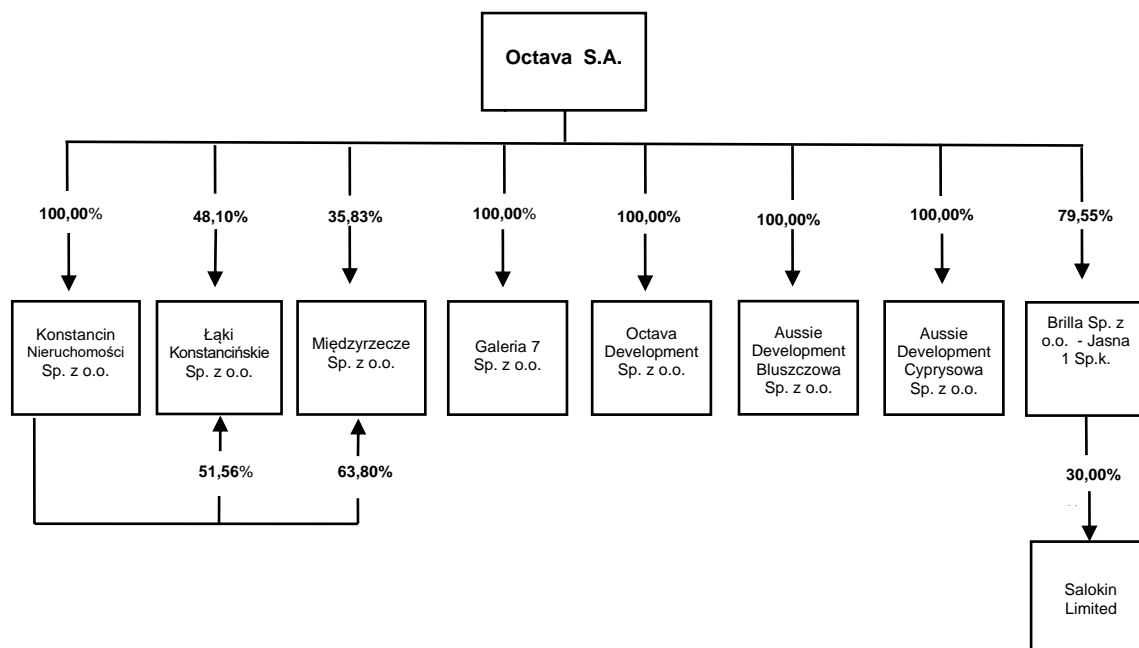 Octava S.A.
100,00%
48,10%
35,83%
100,00%
100,00%
100,00%
100,00%
79,55%
Konstancin
Nieruchomości
Sp. z o.o.
Łąki
Konstancińskie
Sp. z o.o.
Międzyrzecze
Sp. z o.o.
Galeria 7
Sp. z o.o.
Octava
Development
Sp. z o.o.
Aussie
Development
Bluszczowa
Sp. z o.o.
Aussie
Development
Cyprysowa
Sp. z o.o.
Brilla Sp. z
o.o. - Jasna
1 Sp.k.
51,56%
63,80%
30,00%
Salokin
Limited